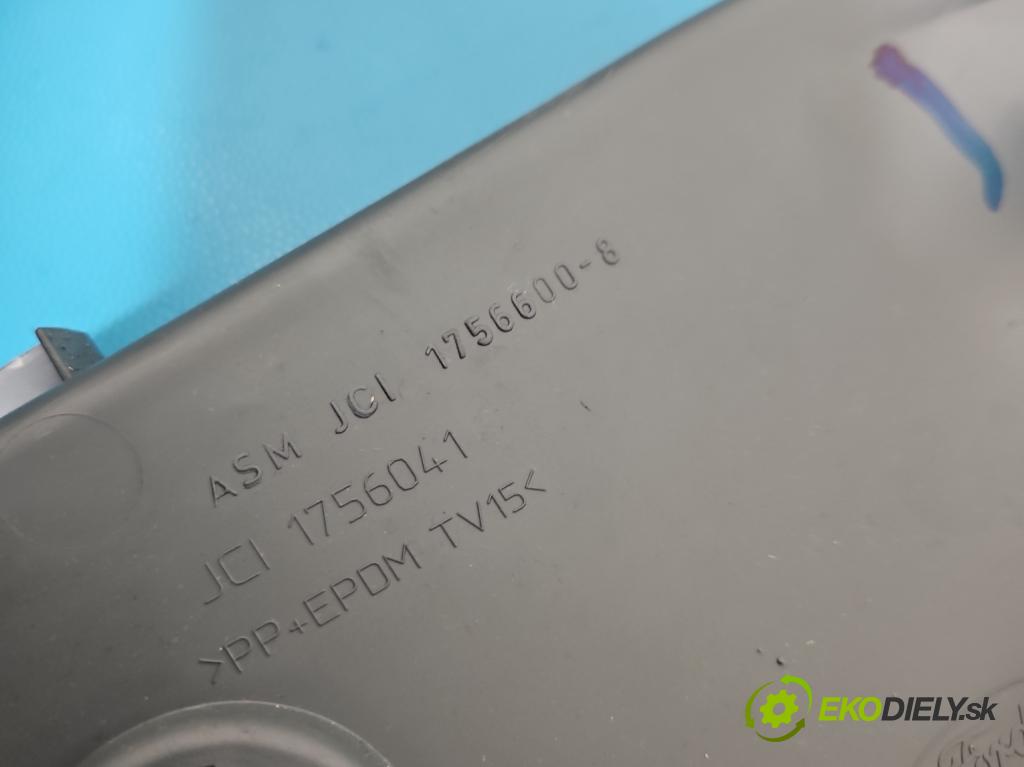 ASM JCI 1756600-8
JCI 1756041
>PP+EPDM TV15<
EKODIELY.sk